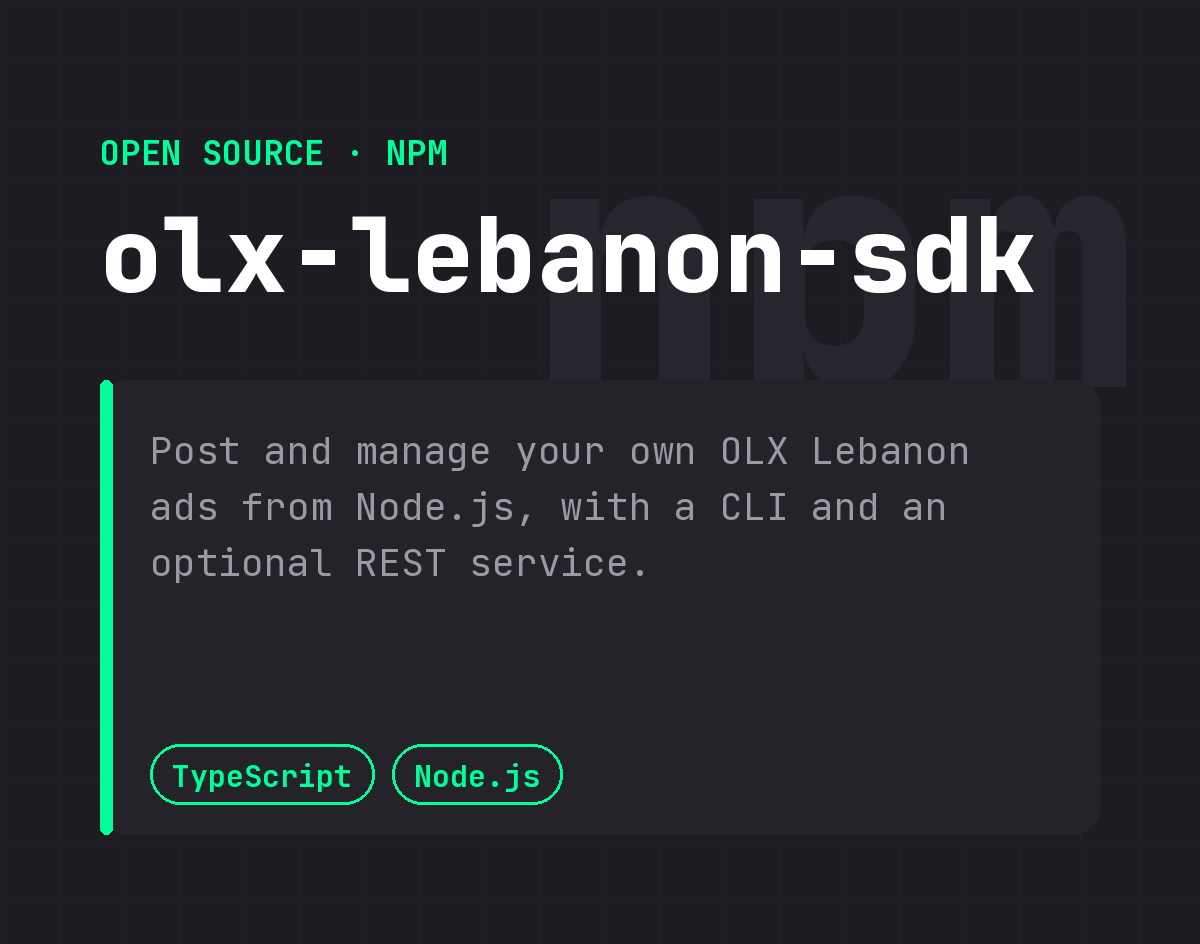 OPEN SOURCE · NPM
npm
olx-lebanon-sdk
Post and manage your own OLX Lebanon
ads from Node.js, with a CLI and an
optional REST service.
TypeScript
Node.js